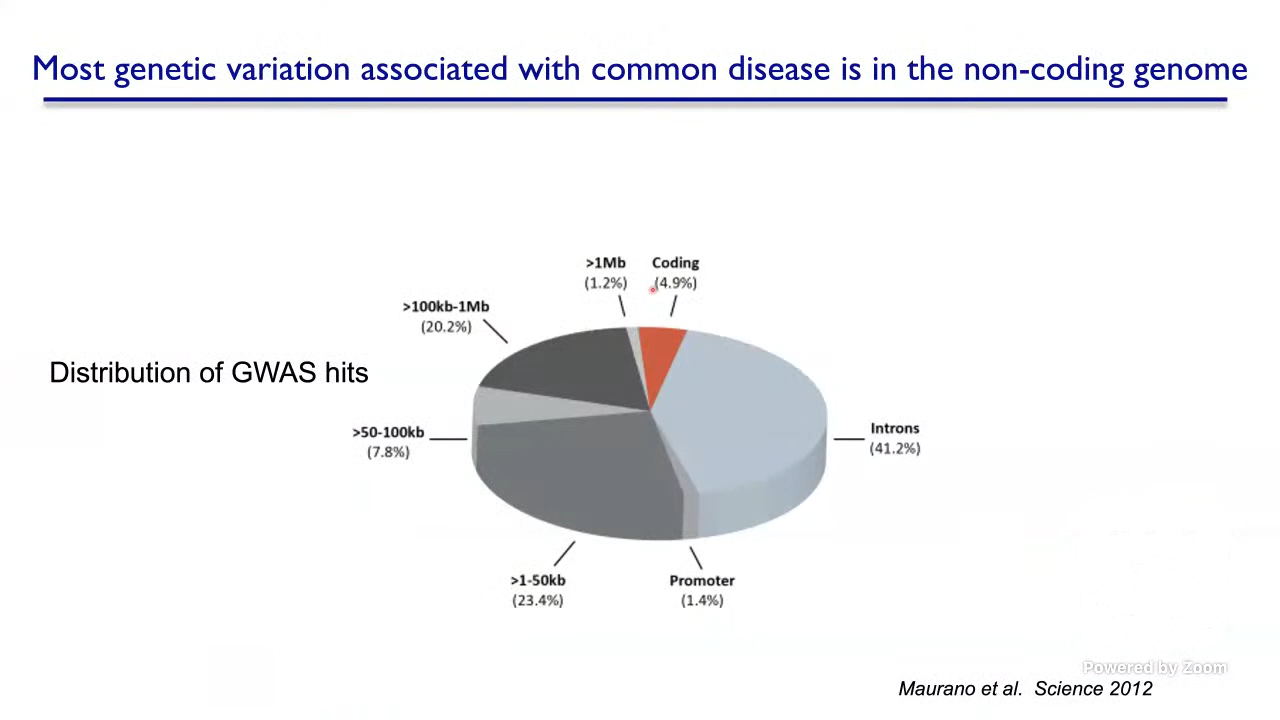 Most genetic variation associated with common disease is in the non-coding genome
>1Mb
(1.2%)
Coding
(4.9%)
>100kb-1Mb
(20.2%)
Distribution of GWAS hits
>50-100kb
(7.8%)
Introns
(41.2%)
>1-50kb
(23.4%)
Promoter
(1.4%)
Powered by Zoom
Maurano et al. Science 2012